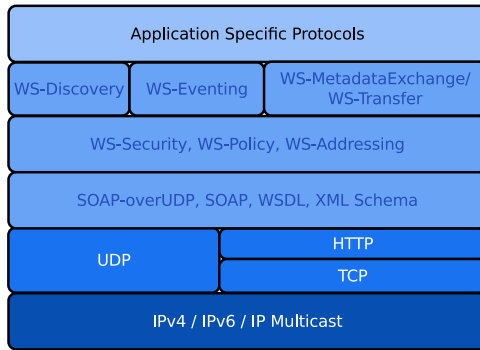 Application Specific Protocols
WS-Discovery
WS-Eventing
WS-MetadataExchange/
WS-Transfer
WS-Security, WS-Policy, WS-Addressing
SOAP-overUDP, SOAP, WSDL, XML Schema
UDP
HTTP
TCP
IPv4 / IPv6 / IP Multicast